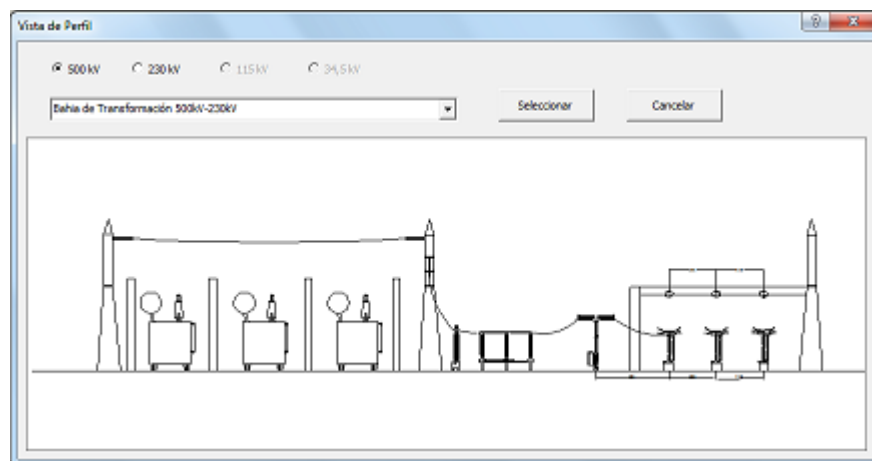 Vista de Perfil
500 kV 230 kV 115 kV 34,5 kV
Bahia de Transformación 500kV-230kV Seleccionar Cancelar